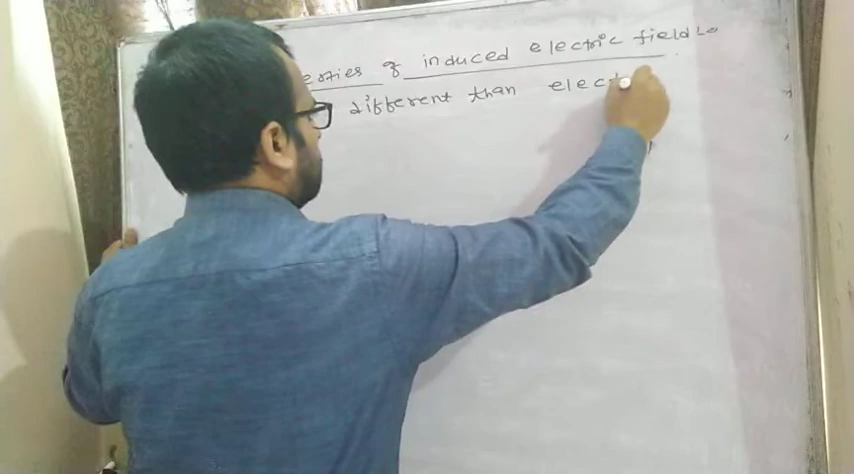 erties of induced electric field :-
different than elect